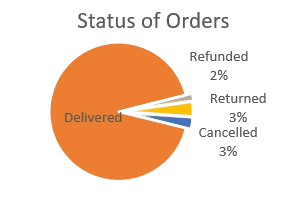 Status of Orders
Refunded
2%
Returned
3%
Delivered
Cancelled
3%